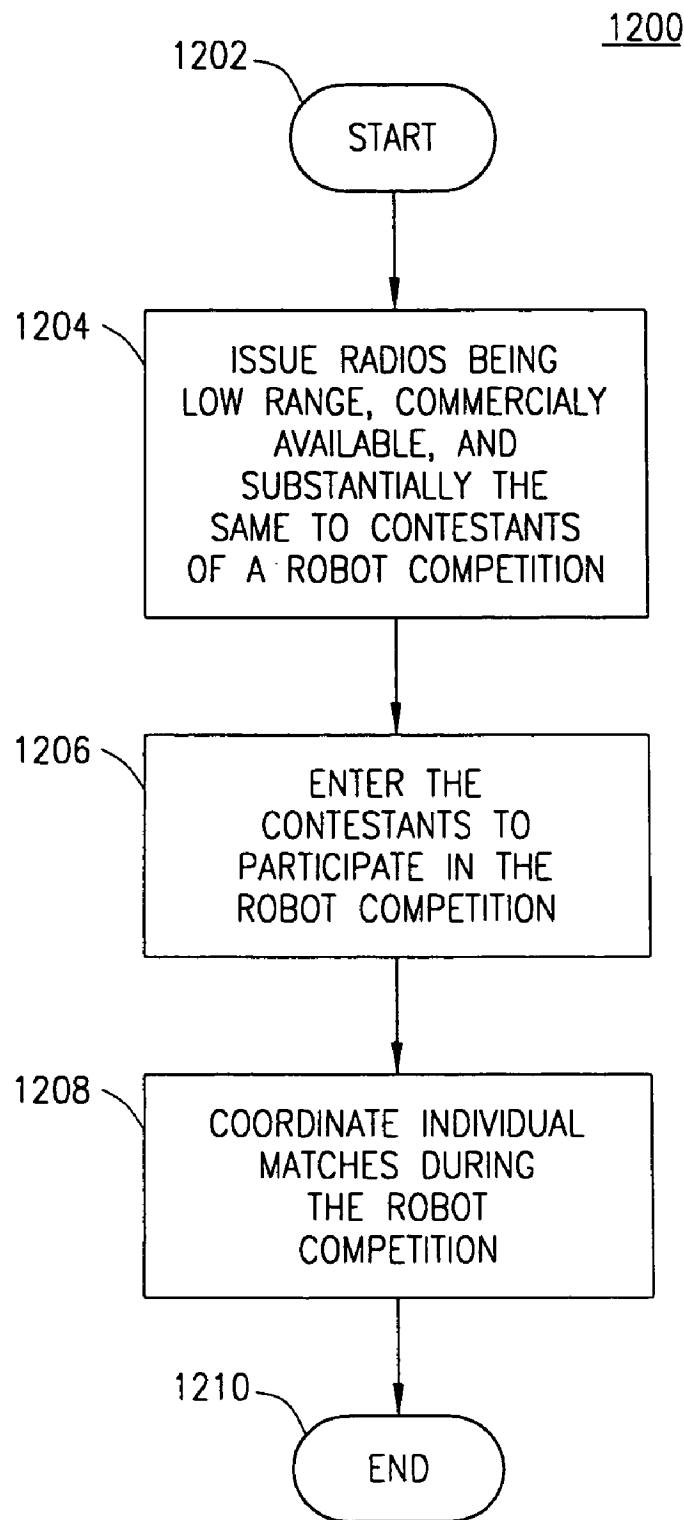 1200
1202
START
1204
ISSUE RADIOS BEING
LOW RANGE, COMMERCIALY
AVAILABLE, AND
SUBSTANTIALLY THE
SAME TO CONTESTANTS
OF A ROBOT COMPETITION
1206
ENTER THE
CONTESTANTS TO
PARTICIPATE IN THE
ROBOT COMPETITION
1208
COORDINATE INDIVIDUAL
MATCHES DURING
THE ROBOT
COMPETITION
1210
END